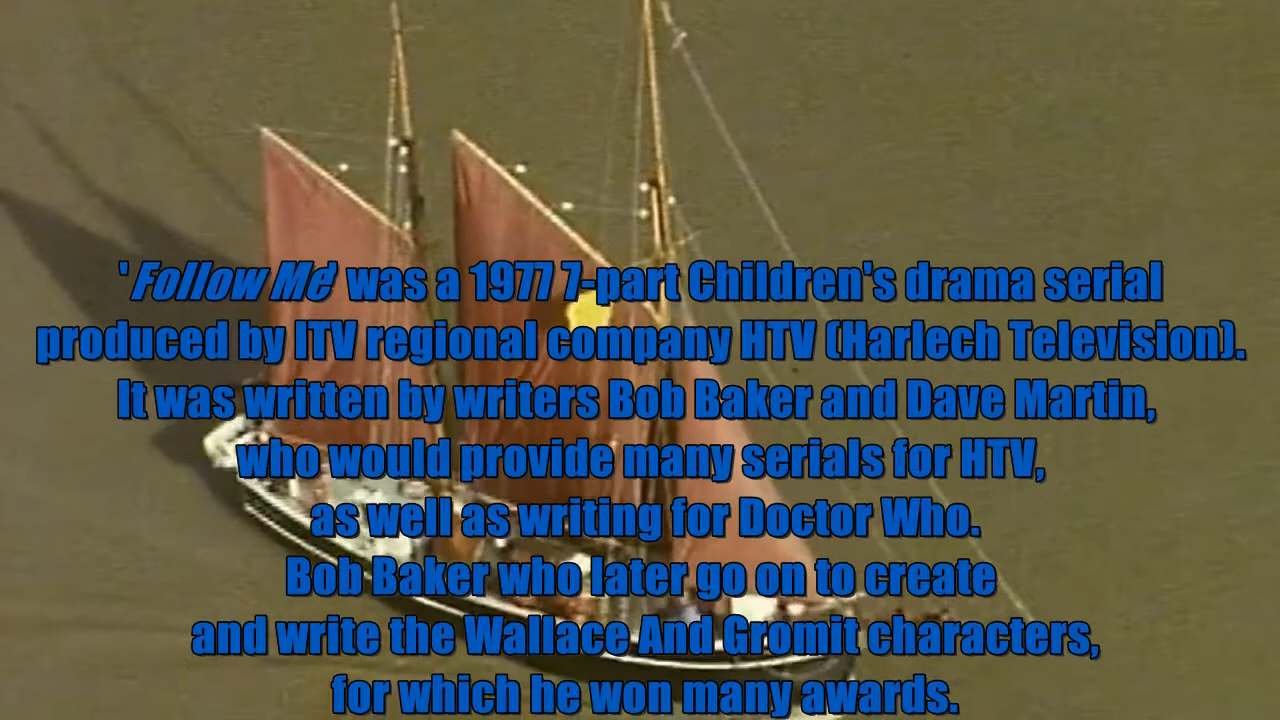 'Follow Me' was a 1977 7-part Children's drama serial
produced by ITV regional company HTV (Harlech Television).
It was written by writers Bob Baker and Dave Martin,
who would provide many serials for HTV,
as well as writing for Doctor Who.
Bob Baker who later go on to create
and write the Wallace And Gromit characters,
for which he won many awards.